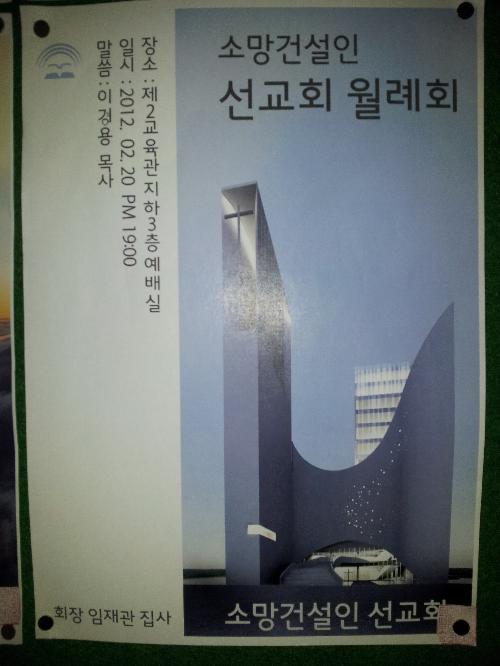 소망건설인
선교회 월례회
장소 : 제2교육관 지하3층 예배실
일시 : 2012. 02. 20 PM 19:00
말씀 : 이경용 목사
회장 임재관 집사
소망건설인 선교회